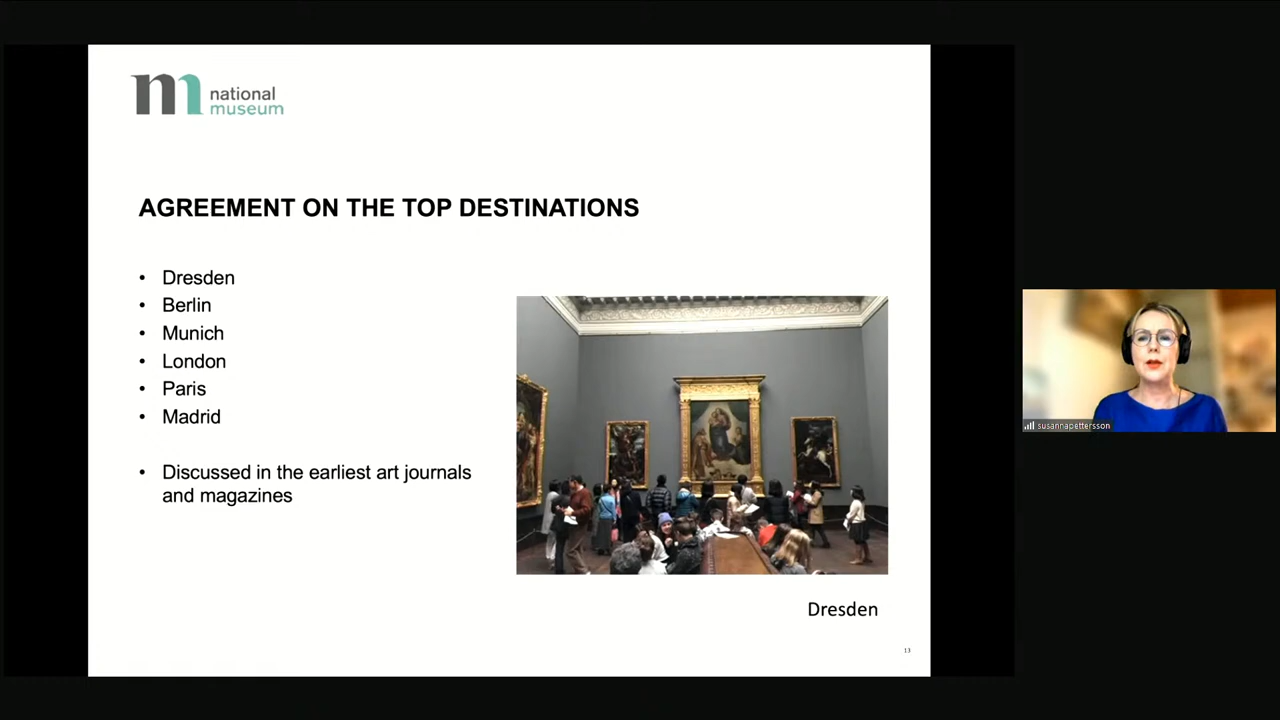 national
museum
AGREEMENT ON THE TOP DESTINATIONS
• Dresden
• Berlin
• Munich
• London
• Paris
• Madrid
• Discussed in the earliest art journals
and magazines
Dresden
13
susannapettersson